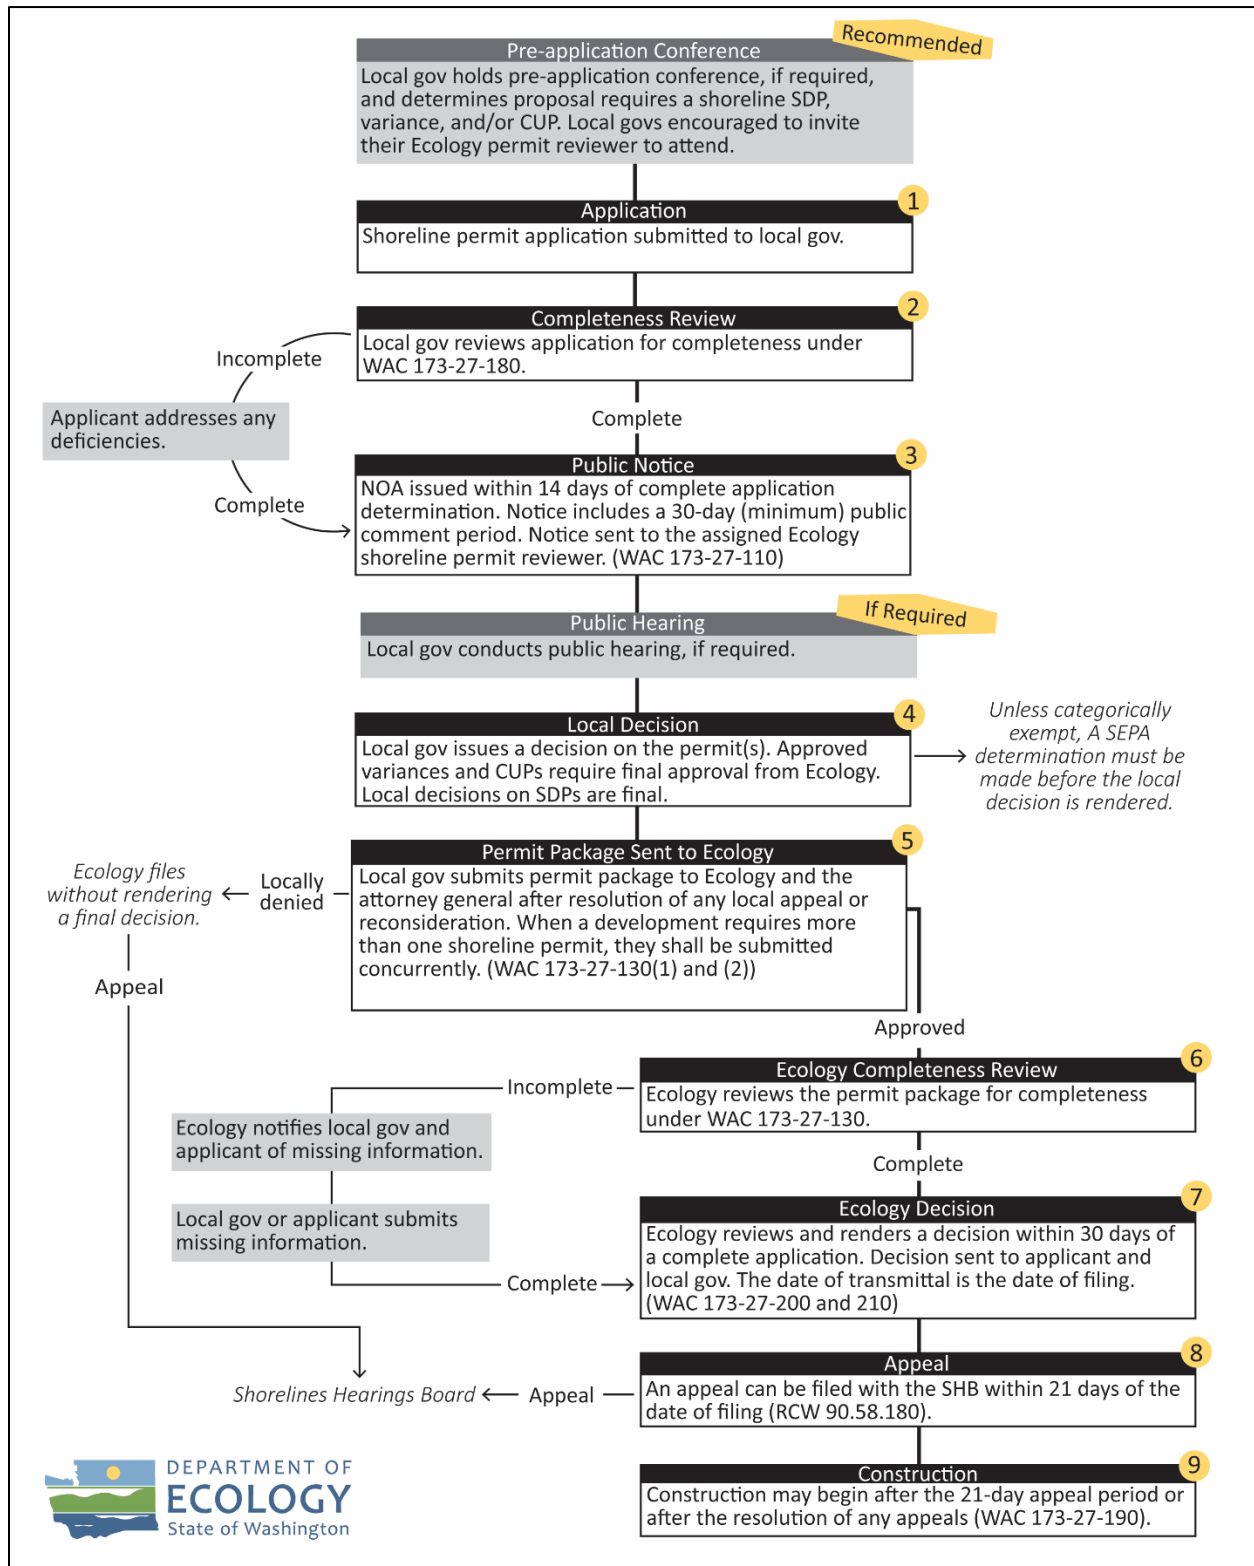 Recommended
Pre-application Conference
Local gov holds pre-application conference, if required,
and determines proposal requires a shoreline SDP,
variance, and/or CUP. Local govs encouraged to invite
their Ecology permit reviewer to attend.
1
Application
Shoreline permit application submitted to local gov.
2
Completeness Review
Local gov reviews application for completeness under
WAC 173-27-180.
Incomplete
Applicant addresses any
deficiencies.
Complete
Complete
3
Public Notice
NOA issued within 14 days of complete application
determination. Notice includes a 30-day (minimum) public
comment period. Notice sent to the assigned Ecology
shoreline permit reviewer. (WAC 173-27-110)
If Required
Public Hearing
Local gov conducts public hearing, if required.
4
Local Decision
Local gov issues a decision on the permit(s). Approved
variances and CUPs require final approval from Ecology.
Local decisions on SDPs are final.
Unless categorically
exempt, A SEPA
determination must be
made before the local
decision is rendered.
5
Permit Package Sent to Ecology
Local gov submits permit package to Ecology and the
attorney general after resolution of any local appeal or
reconsideration. When a development requires more
than one shoreline permit, they shall be submitted
concurrently. (WAC 173-27-130(1) and (2))
Locally
denied
Ecology files
without rendering
a final decision.
Appeal
Approved
6
Ecology Completeness Review
Ecology reviews the permit package for completeness
under WAC 173-27-130.
Incomplete
Ecology notifies local gov and
applicant of missing information.
Local gov or applicant submits
missing information.
Complete
Complete
7
Ecology Decision
Ecology reviews and renders a decision within 30 days of
a complete application. Decision sent to applicant and
local gov. The date of transmittal is the date of filing.
(WAC 173-27-200 and 210)
8
Appeal
An appeal can be filed with the SHB within 21 days of the
date of filing (RCW 90.58.180).
Appeal
Shorelines Hearings Board
9
Construction
Construction may begin after the 21-day appeal period or
after the resolution of any appeals (WAC 173-27-190).
DEPARTMENT OF
ECOLOGY
State of Washington